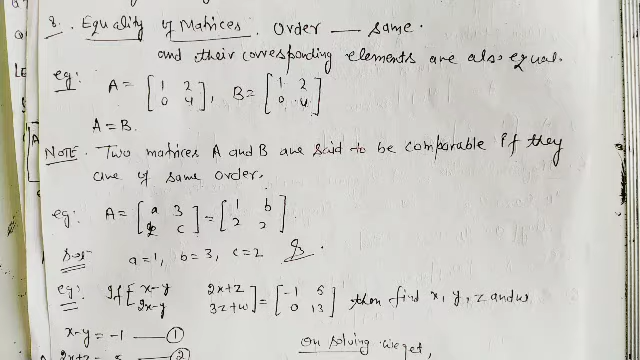 8. Equality of Matrices. Order — same.
and their corresponding elements are also equal.
eg: A = [1 2 0 4], B = [1 2 0 4]
A = B.
NOTE. Two matrices A and B are said to be comparable if they
are of same order.
eg: A = [a 3 2 c] = [1 b 2 2]
a=1, b=3, c=2
eg: If [x-y 2x+z 2x-y 3z+w] = [-1 5 0 13] then find x, y, z and w
x-y = -1 — ①
on solving we get,